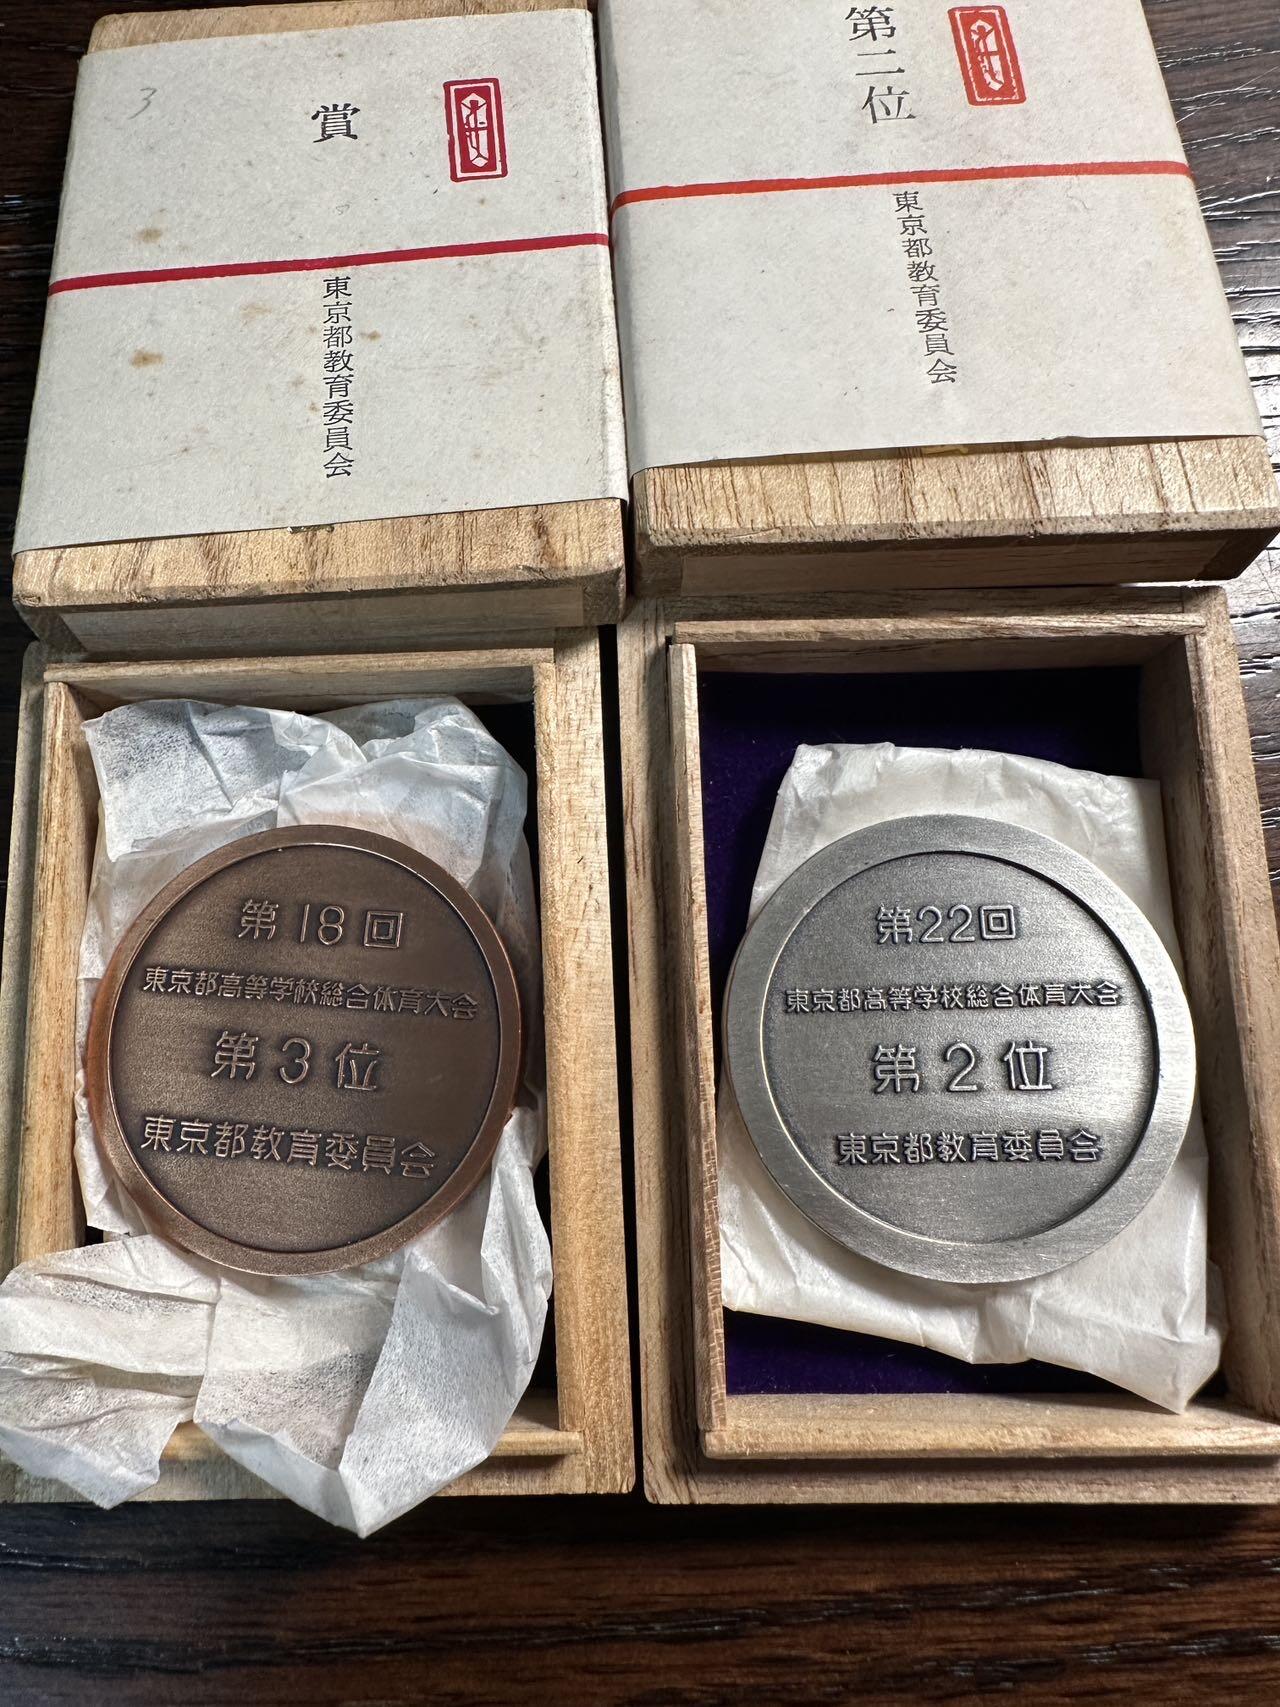 3
賞
東京都教育委員会
第二位
東京都教育委員会
第18回
東京都高等学校総合体育大会
第3位
東京都教育委員会
第22回
東京都高等学校総合体育大会
第2位
東京都教育委員会